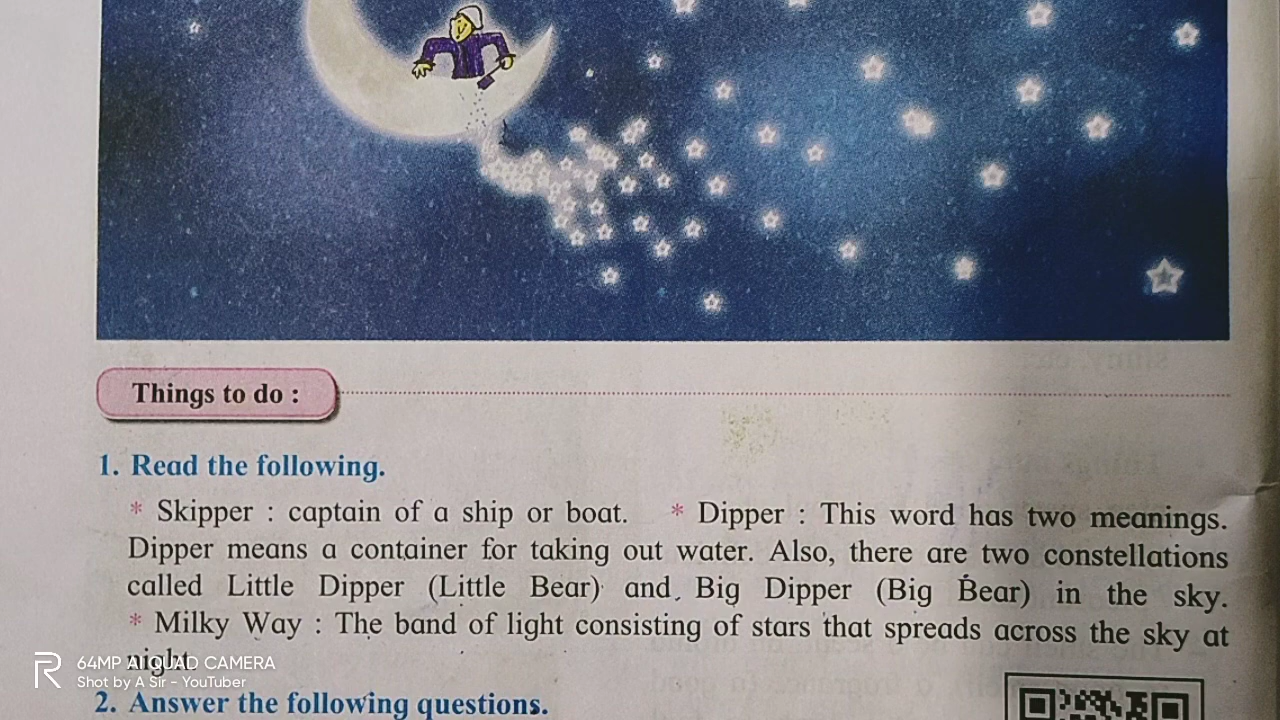 Things to do :
1. Read the following.
* Skipper : captain of a ship or boat. * Dipper : This word has two meanings.
Dipper means a container for taking out water. Also, there are two constellations
called Little Dipper (Little Bear) and Big Dipper (Big Bear) in the sky.
* Milky Way : The band of light consisting of stars that spreads across the sky at
night.
64MP AI QUAD CAMERA
Shot by A Sir - YouTuber
2. Answer the following questions.